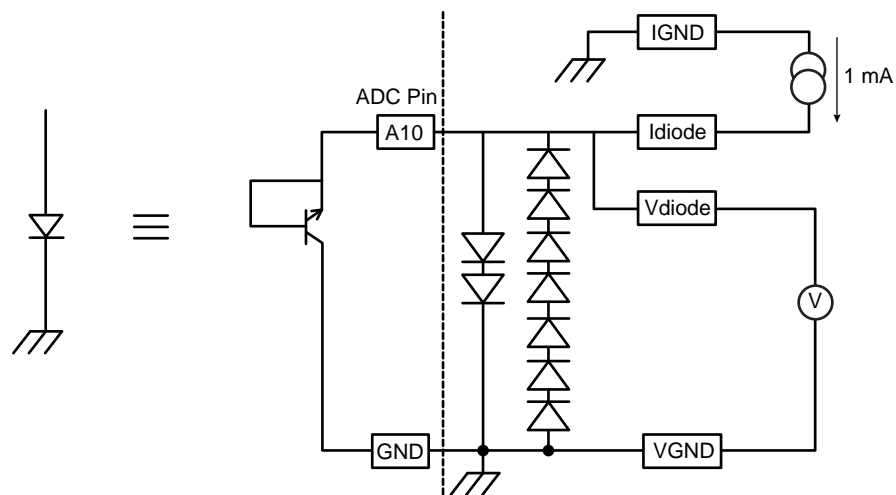 IGND
1 mA
ADC Pin
A10
Idiode
Vdiode
V
GND
VGND